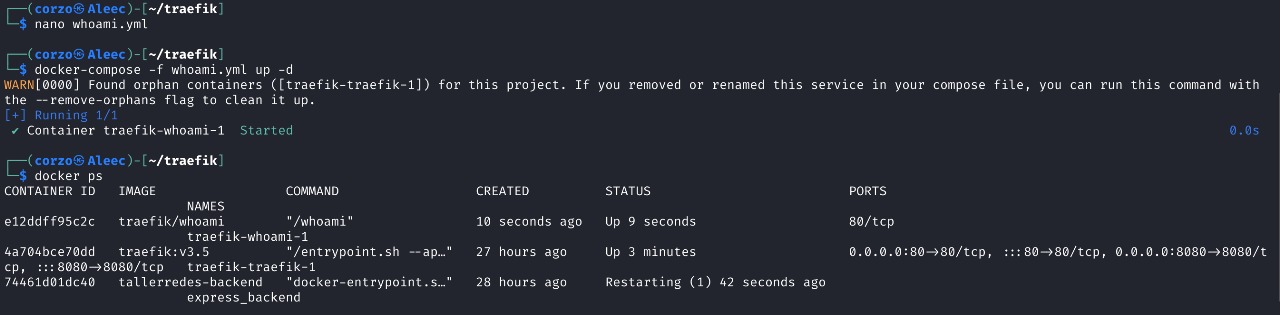 ┌──(corzo㉿Aleec)-[~/traefik]
└─$ nano whoami.yml
┌──(corzo㉿Aleec)-[~/traefik]
└─$ docker-compose -f whoami.yml up -d
WARN[0000] Found orphan containers ([traefik-traefik-1]) for this project. If you removed or renamed this service in your compose file, you can run this command with
the --remove-orphans flag to clean it up.
[+] Running 1/1
✔ Container traefik-whoami-1 Started 0.0s
┌──(corzo㉿Aleec)-[~/traefik]
└─$ docker ps
CONTAINER ID IMAGE COMMAND CREATED STATUS PORTS
NAMES
e12ddff95c2c traefik/whoami "/whoami" 10 seconds ago Up 9 seconds 80/tcp
traefik-whoami-1
4a704bce70dd traefik:v3.5 "/entrypoint.sh --ap…" 27 hours ago Up 3 minutes 0.0.0.0:80->80/tcp, :::80->80/tcp, 0.0.0.0:8080->8080/t
cp, :::8080->8080/tcp traefik-traefik-1
74461d01dc40 tallerredes-backend "docker-entrypoint.s…" 28 hours ago Restarting (1) 42 seconds ago
express_backend